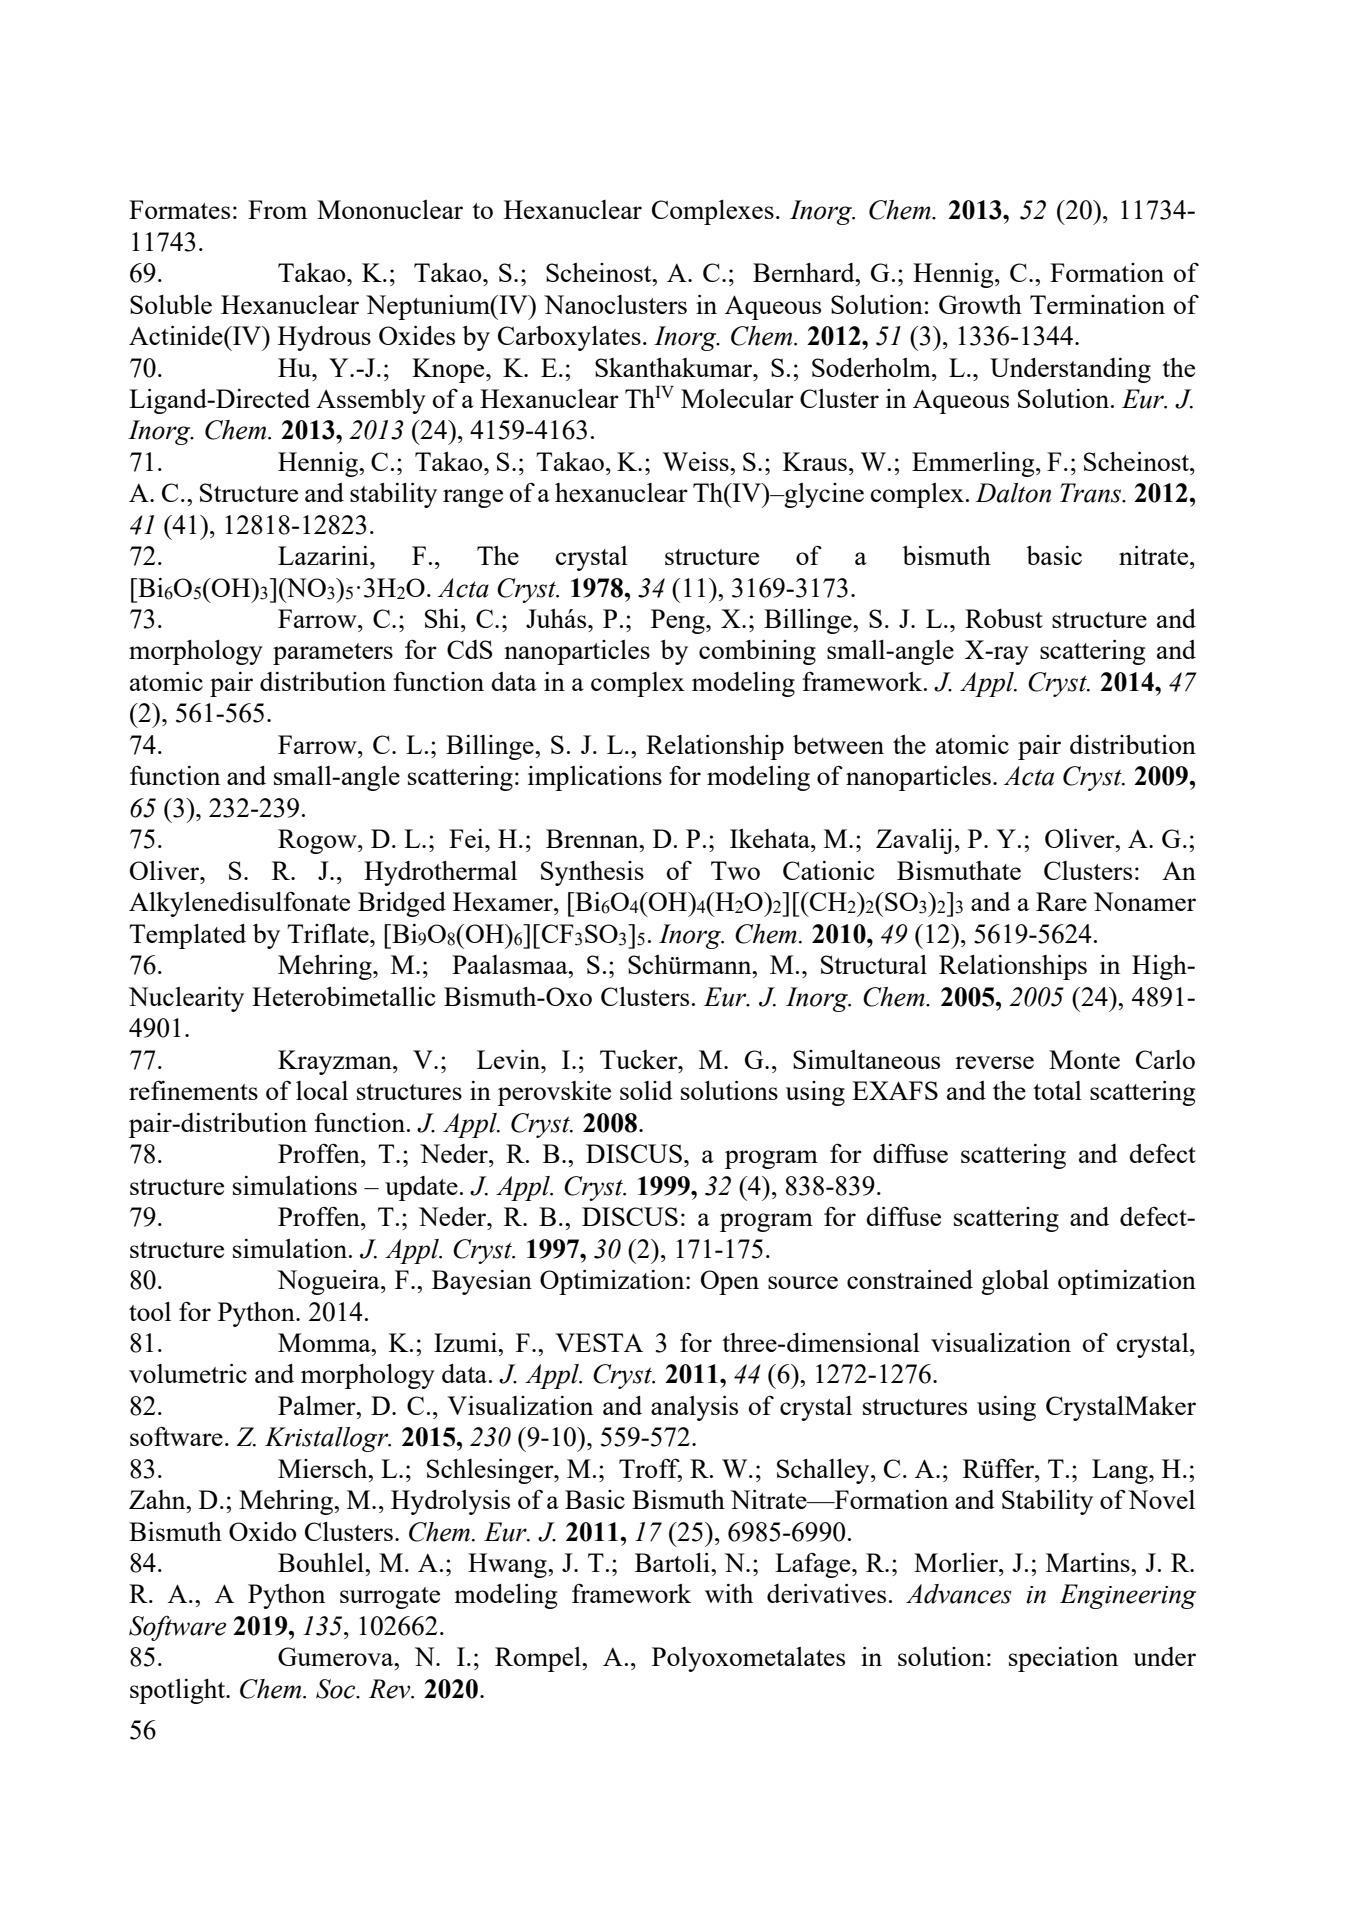 Formates: From Mononuclear to Hexanuclear Complexes. Inorg. Chem. 2013, 52 (20), 11734-
11743.
69. Takao, K.; Takao, S.; Scheinost, A. C.; Bernhard, G.; Hennig, C., Formation of
Soluble Hexanuclear Neptunium(IV) Nanoclusters in Aqueous Solution: Growth Termination of
Actinide(IV) Hydrous Oxides by Carboxylates. Inorg. Chem. 2012, 51 (3), 1336-1344.
70. Hu, Y.-J.; Knope, K. E.; Skanthakumar, S.; Soderholm, L., Understanding the
Ligand-Directed Assembly of a Hexanuclear Thᴵⱽ Molecular Cluster in Aqueous Solution. Eur. J.
Inorg. Chem. 2013, 2013 (24), 4159-4163.
71. Hennig, C.; Takao, S.; Takao, K.; Weiss, S.; Kraus, W.; Emmerling, F.; Scheinost,
A. C., Structure and stability range of a hexanuclear Th(IV)–glycine complex. Dalton Trans. 2012,
41 (41), 12818-12823.
72. Lazarini, F., The crystal structure of a bismuth basic nitrate,
[Bi₆O₅(OH)₃](NO₃)₅·3H₂O. Acta Cryst. 1978, 34 (11), 3169-3173.
73. Farrow, C.; Shi, C.; Juhás, P.; Peng, X.; Billinge, S. J. L., Robust structure and
morphology parameters for CdS nanoparticles by combining small-angle X-ray scattering and
atomic pair distribution function data in a complex modeling framework. J. Appl. Cryst. 2014, 47
(2), 561-565.
74. Farrow, C. L.; Billinge, S. J. L., Relationship between the atomic pair distribution
function and small-angle scattering: implications for modeling of nanoparticles. Acta Cryst. 2009,
65 (3), 232-239.
75. Rogow, D. L.; Fei, H.; Brennan, D. P.; Ikehata, M.; Zavalij, P. Y.; Oliver, A. G.;
Oliver, S. R. J., Hydrothermal Synthesis of Two Cationic Bismuthate Clusters: An
Alkylenedisulfonate Bridged Hexamer, [Bi₆O₄(OH)₄(H₂O)₂][(CH₂)₂(SO₃)₂]₃ and a Rare Nonamer
Templated by Triflate, [Bi₉O₈(OH)₆][CF₃SO₃]₅. Inorg. Chem. 2010, 49 (12), 5619-5624.
76. Mehring, M.; Paalasmaa, S.; Schürmann, M., Structural Relationships in High-
Nuclearity Heterobimetallic Bismuth-Oxo Clusters. Eur. J. Inorg. Chem. 2005, 2005 (24), 4891-
4901.
77. Krayzman, V.; Levin, I.; Tucker, M. G., Simultaneous reverse Monte Carlo
refinements of local structures in perovskite solid solutions using EXAFS and the total scattering
pair-distribution function. J. Appl. Cryst. 2008.
78. Proffen, T.; Neder, R. B., DISCUS, a program for diffuse scattering and defect
structure simulations – update. J. Appl. Cryst. 1999, 32 (4), 838-839.
79. Proffen, T.; Neder, R. B., DISCUS: a program for diffuse scattering and defect-
structure simulation. J. Appl. Cryst. 1997, 30 (2), 171-175.
80. Nogueira, F., Bayesian Optimization: Open source constrained global optimization
tool for Python. 2014.
81. Momma, K.; Izumi, F., VESTA 3 for three-dimensional visualization of crystal,
volumetric and morphology data. J. Appl. Cryst. 2011, 44 (6), 1272-1276.
82. Palmer, D. C., Visualization and analysis of crystal structures using CrystalMaker
software. Z. Kristallogr. 2015, 230 (9-10), 559-572.
83. Miersch, L.; Schlesinger, M.; Troff, R. W.; Schalley, C. A.; Rüffer, T.; Lang, H.;
Zahn, D.; Mehring, M., Hydrolysis of a Basic Bismuth Nitrate—Formation and Stability of Novel
Bismuth Oxido Clusters. Chem. Eur. J. 2011, 17 (25), 6985-6990.
84. Bouhlel, M. A.; Hwang, J. T.; Bartoli, N.; Lafage, R.; Morlier, J.; Martins, J. R.
R. A., A Python surrogate modeling framework with derivatives. Advances in Engineering
Software 2019, 135, 102662.
85. Gumerova, N. I.; Rompel, A., Polyoxometalates in solution: speciation under
spotlight. Chem. Soc. Rev. 2020.
56